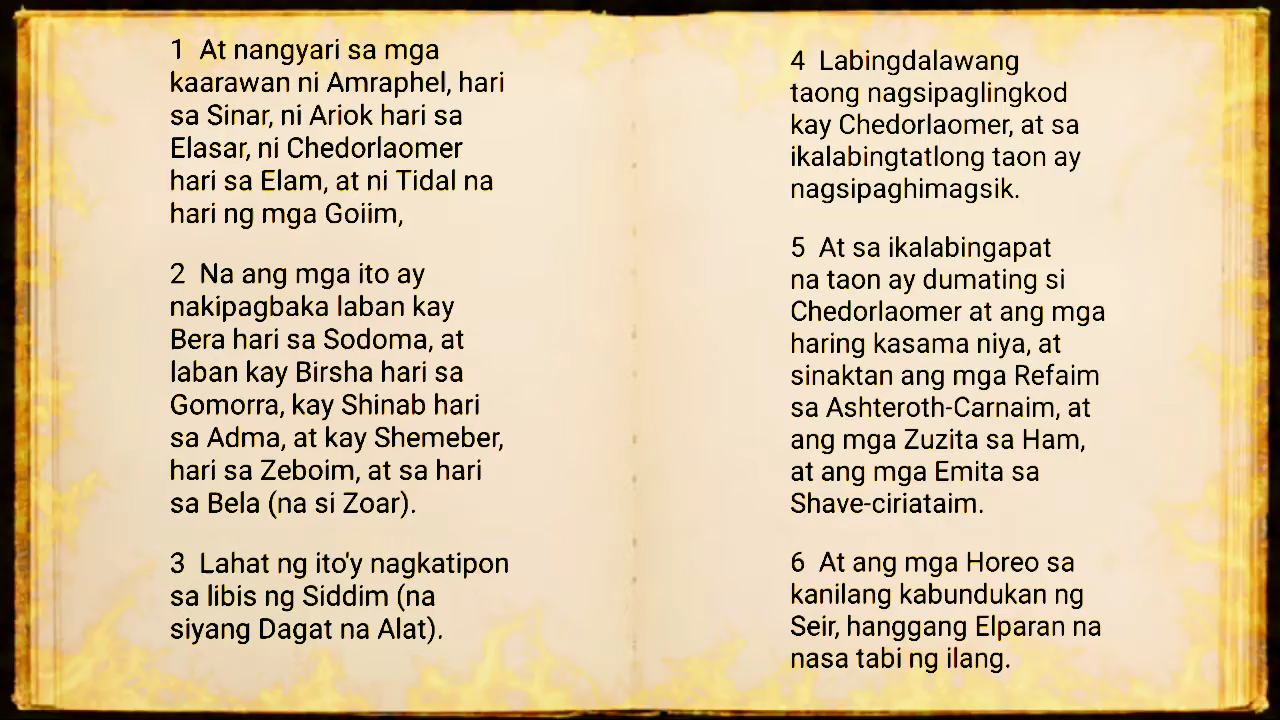 1 At nangyari sa mga
kaarawan ni Amraphel, hari
sa Sinar, ni Ariok hari sa
Elasar, ni Chedorlaomer
hari sa Elam, at ni Tidal na
hari ng mga Goiim,
2 Na ang mga ito ay
nakipagbaka laban kay
Bera hari sa Sodoma, at
laban kay Birsha hari sa
Gomorra, kay Shinab hari
sa Adma, at kay Shemeber,
hari sa Zeboim, at sa hari
sa Bela (na si Zoar).
3 Lahat ng ito'y nagkatipon
sa libis ng Siddim (na
siyang Dagat na Alat).
4 Labingdalawang
taong nagsipaglingkod
kay Chedorlaomer, at sa
ikalabingtatlong taon ay
nagsipaghimagsik.
5 At sa ikalabingapat
na taon ay dumating si
Chedorlaomer at ang mga
haring kasama niya, at
sinaktan ang mga Refaim
sa Ashteroth-Carnaim, at
ang mga Zuzita sa Ham,
at ang mga Emita sa
Shave-ciriataim.
6 At ang mga Horeo sa
kanilang kabundukan ng
Seir, hanggang Elparan na
nasa tabi ng ilang.